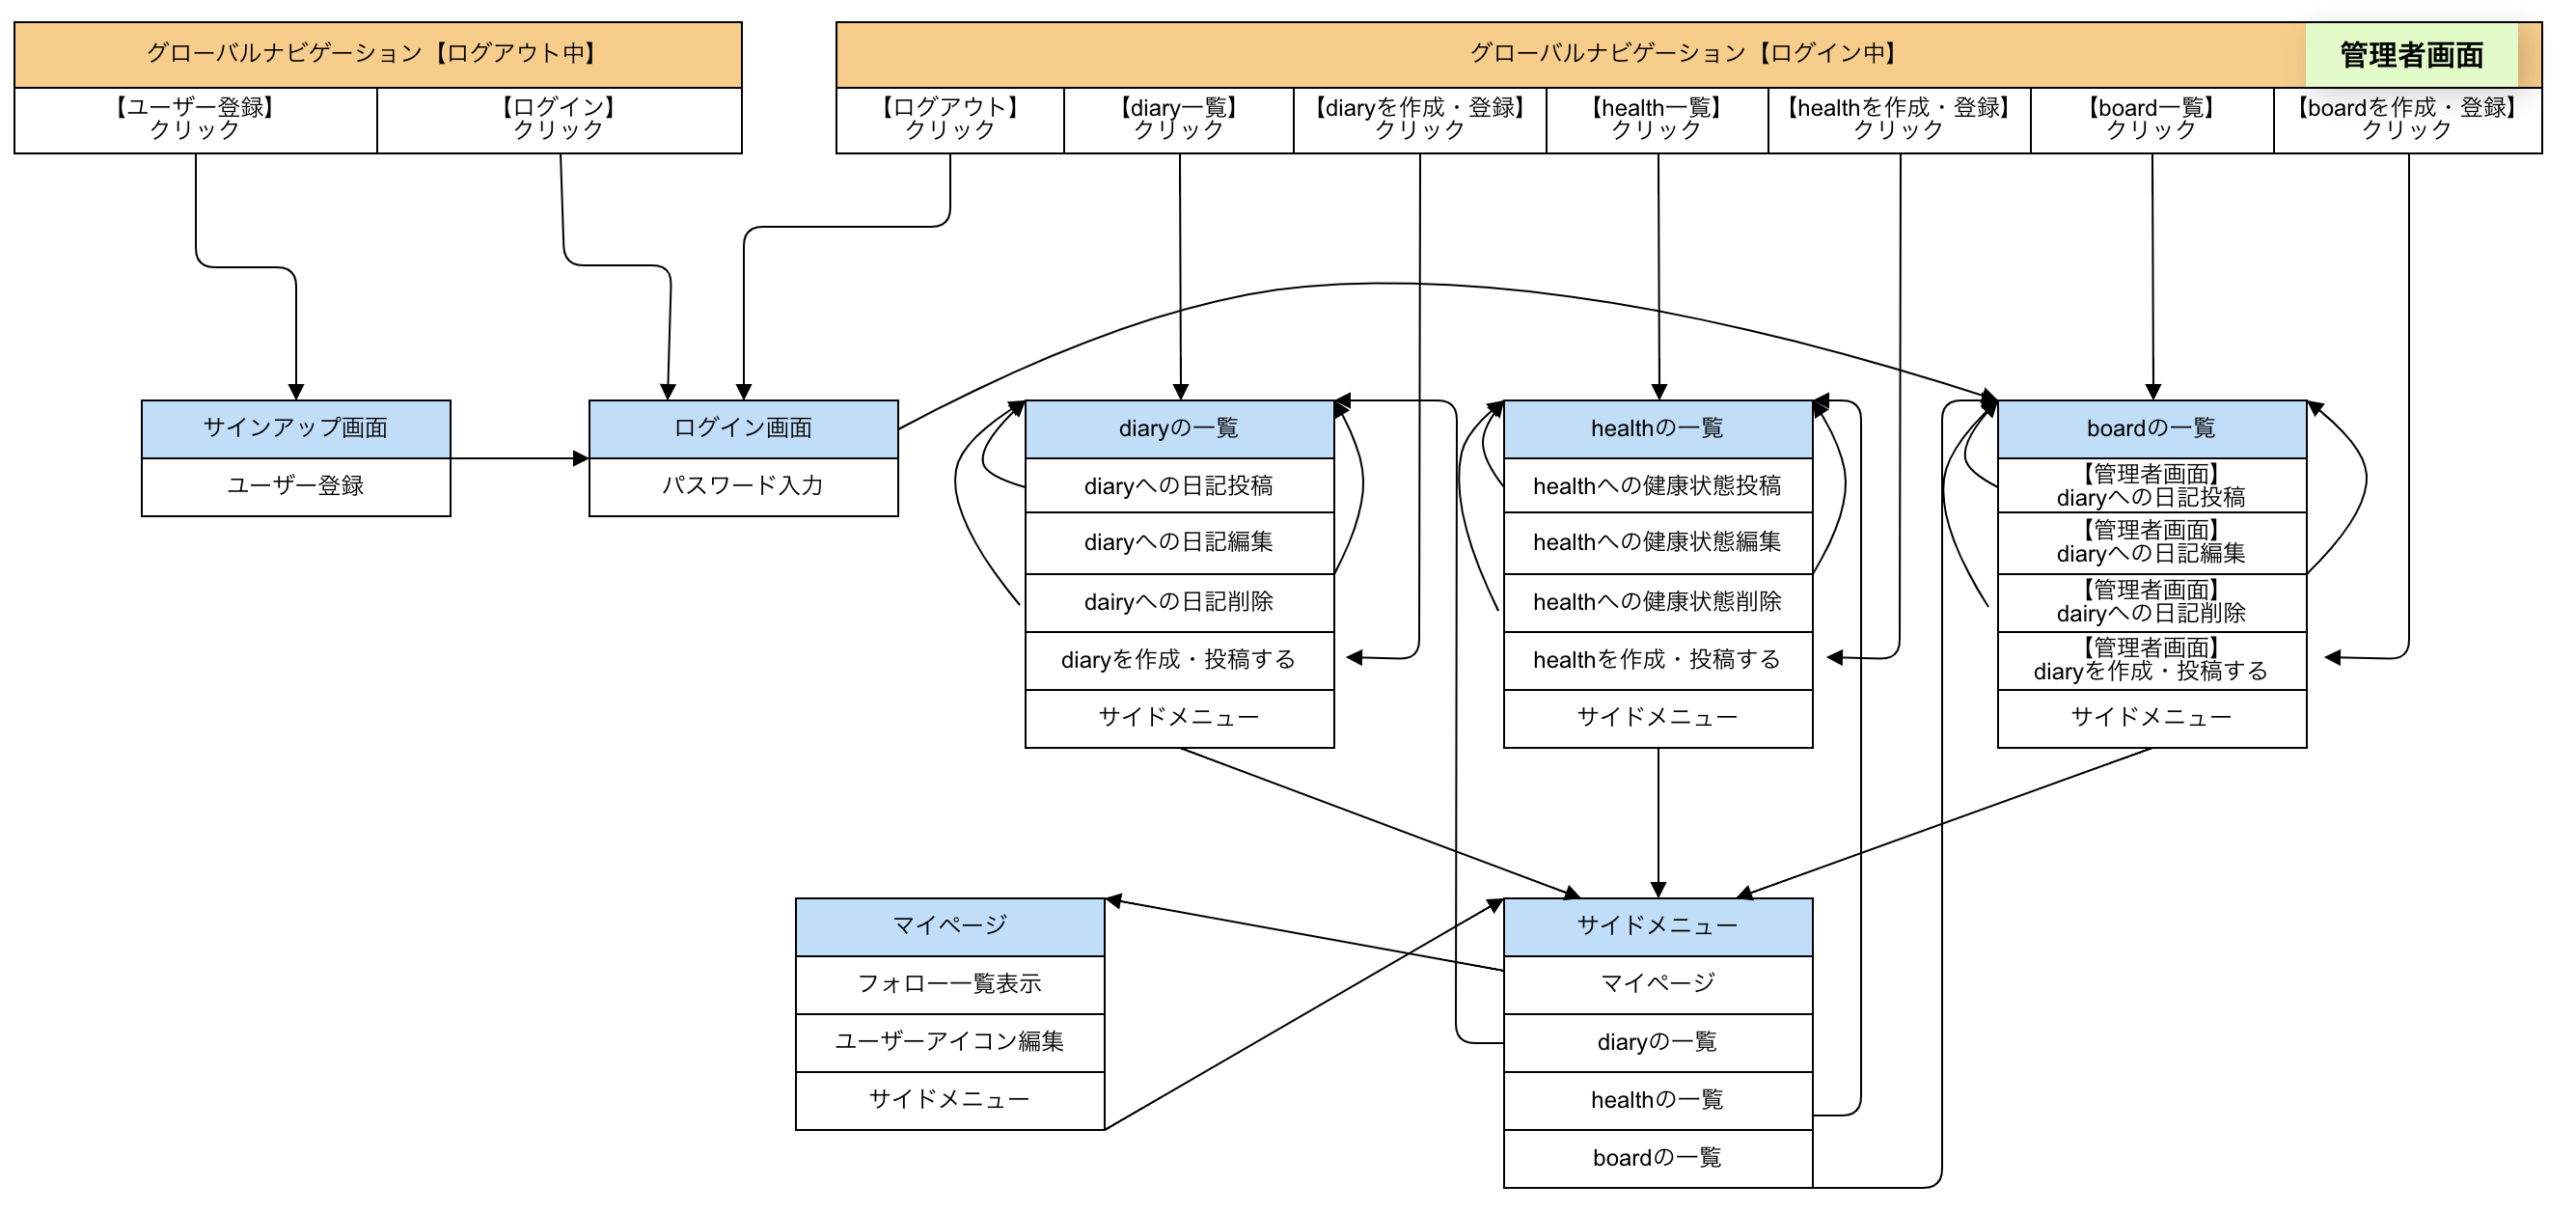 グローバルナビゲーション【ログアウト中】
【ユーザー登録】
クリック
【ログイン】
クリック
グローバルナビゲーション【ログイン中】
管理者画面
【ログアウト】
クリック
【diary一覧】
クリック
【diaryを作成・登録】
クリック
【health一覧】
クリック
【healthを作成・登録】
クリック
【board一覧】
クリック
【boardを作成・登録】
クリック
サインアップ画面
ユーザー登録
ログイン画面
パスワード入力
diaryの一覧
diaryへの日記投稿
diaryへの日記編集
dairyへの日記削除
diaryを作成・投稿する
サイドメニュー
healthの一覧
healthへの健康状態投稿
healthへの健康状態編集
healthへの健康状態削除
healthを作成・投稿する
サイドメニュー
boardの一覧
【管理者画面】
diaryへの日記投稿
【管理者画面】
diaryへの日記編集
【管理者画面】
dairyへの日記削除
【管理者画面】
diaryを作成・投稿する
サイドメニュー
マイページ
フォロー一覧表示
ユーザーアイコン編集
サイドメニュー
サイドメニュー
マイページ
diaryの一覧
healthの一覧
boardの一覧